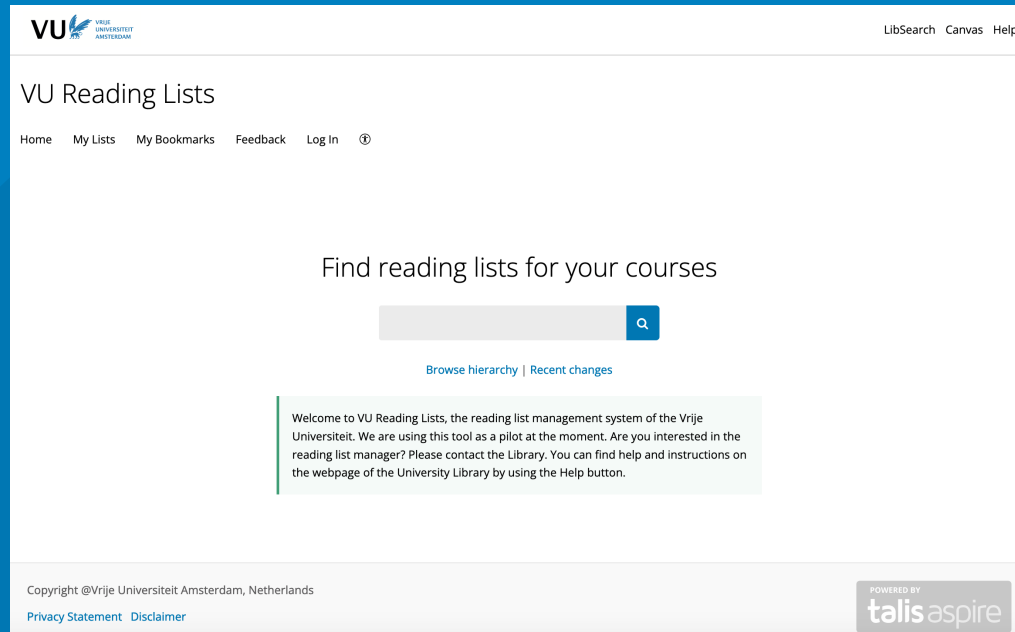 VU VRIJE
UNIVERSITEIT
AMSTERDAM
LibSearch Canvas Help
VU Reading Lists
Home My Lists My Bookmarks Feedback Log In
Find reading lists for your courses
Browse hierarchy | Recent changes
Welcome to VU Reading Lists, the reading list management system of the Vrije
Universiteit. We are using this tool as a pilot at the moment. Are you interested in the
reading list manager? Please contact the Library. You can find help and instructions on
the webpage of the University Library by using the Help button.
Copyright @Vrije Universiteit Amsterdam, Netherlands
Privacy Statement Disclaimer
POWERED BY
talis aspire